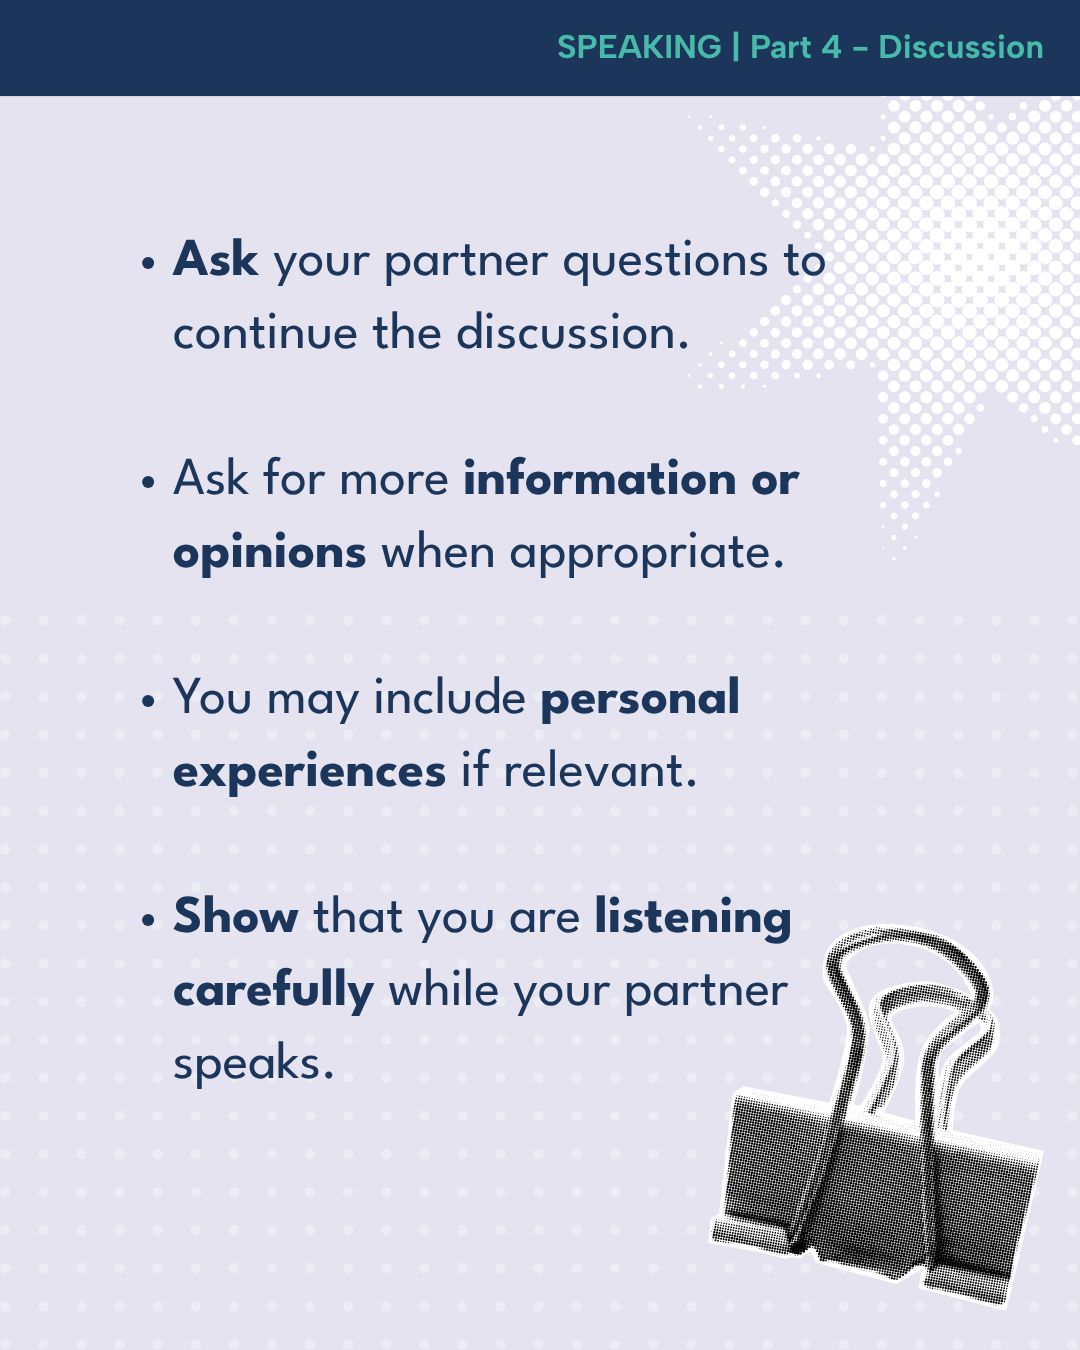 SPEAKING | Part 4 – Discussion
• Ask your partner questions to
continue the discussion.
• Ask for more information or
opinions when appropriate.
• You may include personal
experiences if relevant.
• Show that you are listening
carefully while your partner
speaks.